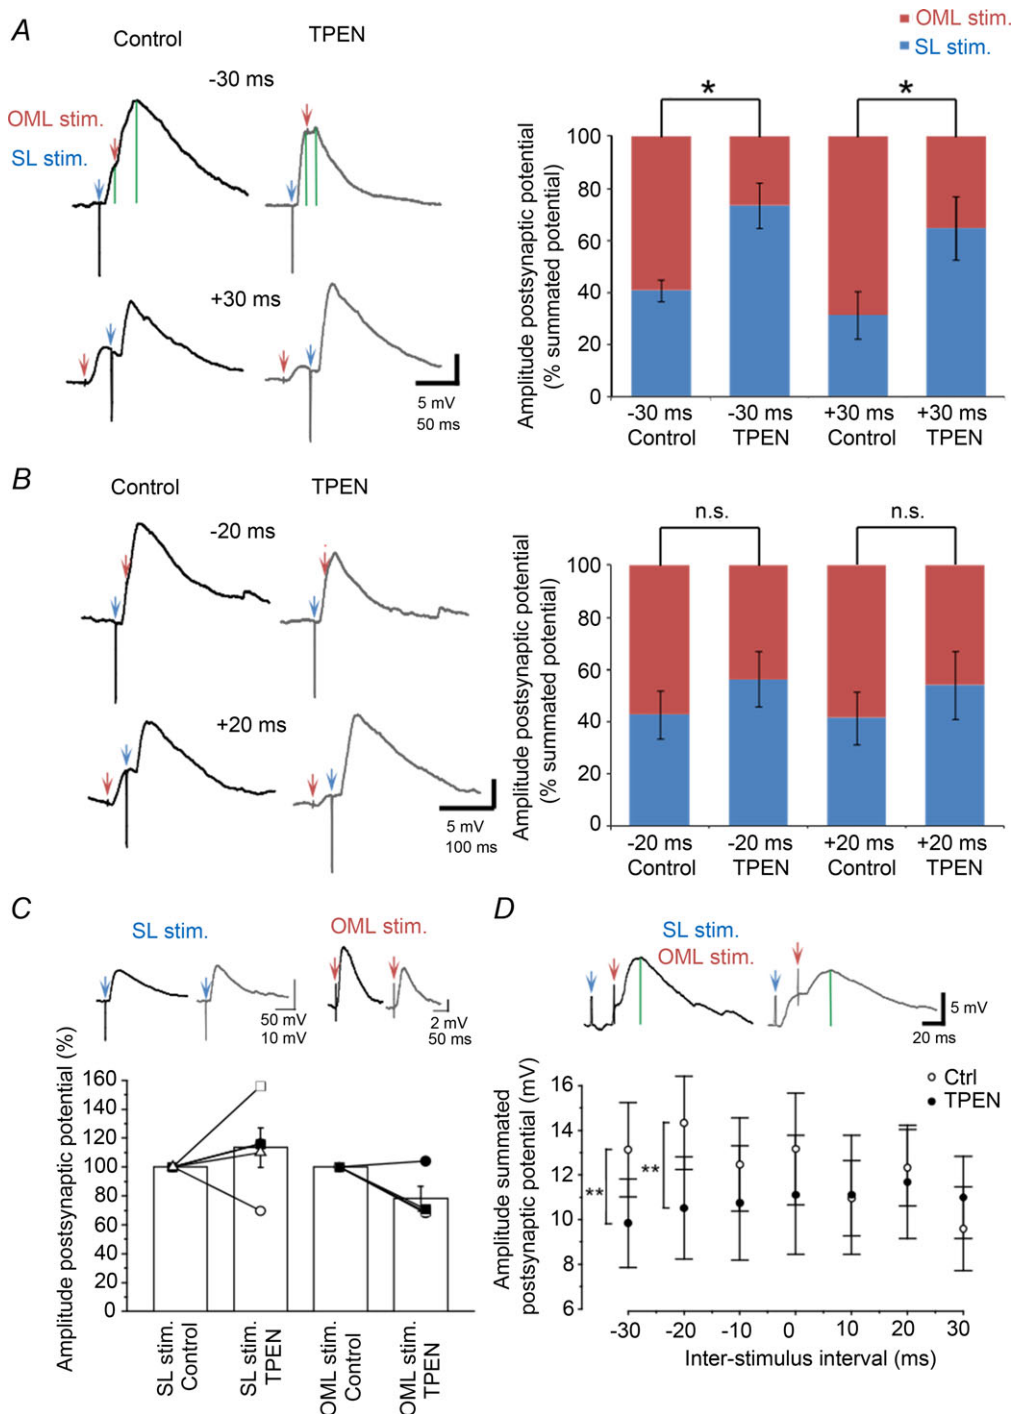 A
Control
TPEN
OML stim.
SL stim.
-30 ms
OML stim.
SL stim.
+30 ms
5 mV
50 ms
Amplitude postsynaptic potential
(% summated potential)
100
80
60
40
20
0
*
*
-30 ms
Control
-30 ms
TPEN
+30 ms
Control
+30 ms
TPEN
B
Control
TPEN
-20 ms
+20 ms
5 mV
100 ms
Amplitude postsynaptic potential
(% summated potential)
100
80
60
40
20
0
n.s.
n.s.
-20 ms
Control
-20 ms
TPEN
+20 ms
Control
+20 ms
TPEN
C
SL stim.
OML stim.
50 mV
10 mV
2 mV
50 ms
Amplitude postsynaptic potential (%)
160
140
120
100
80
60
40
20
0
SL stim.
Control
SL stim.
TPEN
OML stim.
Control
OML stim.
TPEN
D
SL stim.
OML stim.
5 mV
20 ms
Ctrl
TPEN
Amplitude summated
postsynaptic potential (mV)
16
14
12
10
8
6
**
**
-30
-20
-10
0
10
20
30
Inter-stimulus interval (ms)